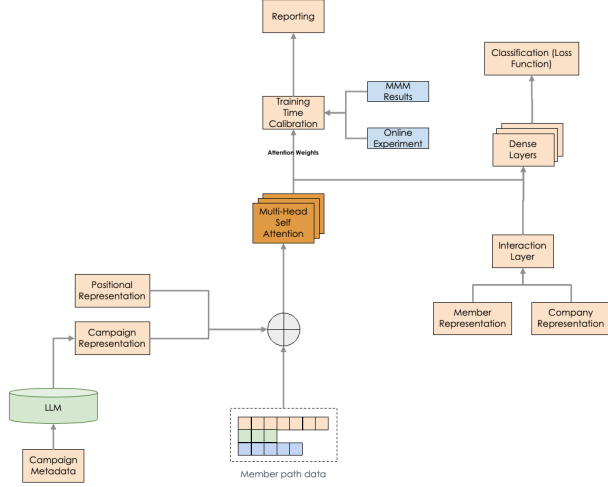 Reporting
Classification (Loss
Function)
MMM
Results
Training
Time
Calibration
Online
Experiment
Attention Weights
Dense
Layers
Multi-Head
Self
Attention
Interaction
Layer
Positional
Representation
Member
Representation
Company
Representation
Campaign
Representation
LLM
Campaign
Metadata
Member path data